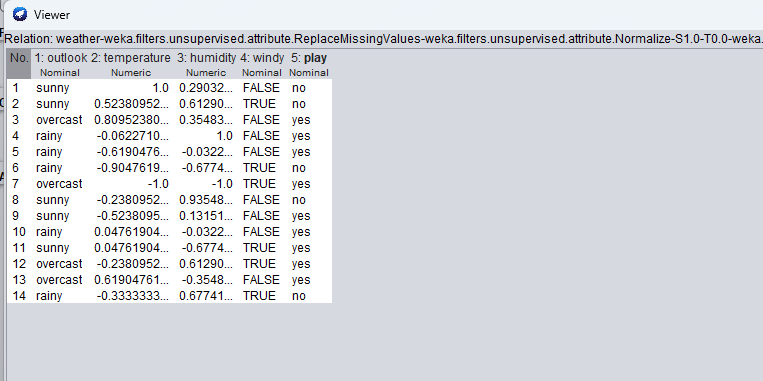 Viewer
Relation: weather-weka.filters.unsupervised.attribute.ReplaceMissingValues-weka.filters.unsupervised.attribute.Normalize-S1.0-T0.0-weka.
No. 1: outlook 2: temperature 3: humidity 4: windy 5: play
Nominal Numeric Numeric Nominal Nominal
1 sunny 1.0 0.29032... FALSE no
2 sunny 0.52380952... 0.61290... TRUE no
3 overcast 0.80952380... 0.35483... FALSE yes
4 rainy -0.0622710... 1.0 FALSE yes
5 rainy -0.6190476... -0.0322... FALSE yes
6 rainy -0.9047619... -0.6774... TRUE no
7 overcast -1.0 -1.0 TRUE yes
8 sunny -0.2380952... 0.93548... FALSE no
9 sunny -0.5238095... 0.13151... FALSE yes
10 rainy 0.04761904... -0.0322... FALSE yes
11 sunny 0.04761904... -0.6774... TRUE yes
12 overcast -0.2380952... 0.61290... TRUE yes
13 overcast 0.61904761... -0.3548... FALSE yes
14 rainy -0.3333333... 0.67741... TRUE no